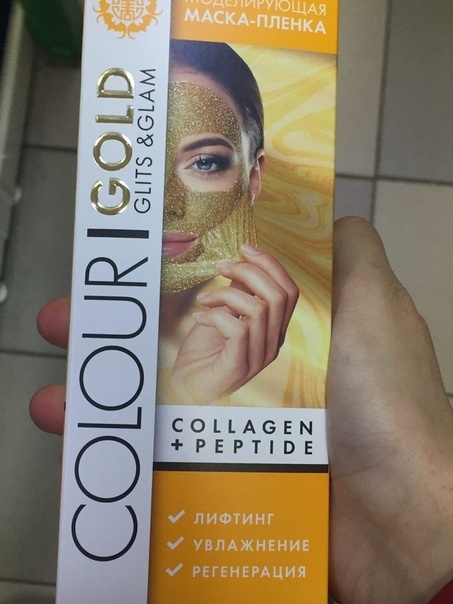 МОДЕЛИРУЮЩАЯ
МАСКА-ПЛЕНКА
COLOUR GOLD
GLITS & GLAM
COLLAGEN
+ PEPTIDE
✓ ЛИФТИНГ
✓ УВЛАЖНЕНИЕ
✓ РЕГЕНЕРАЦИЯ